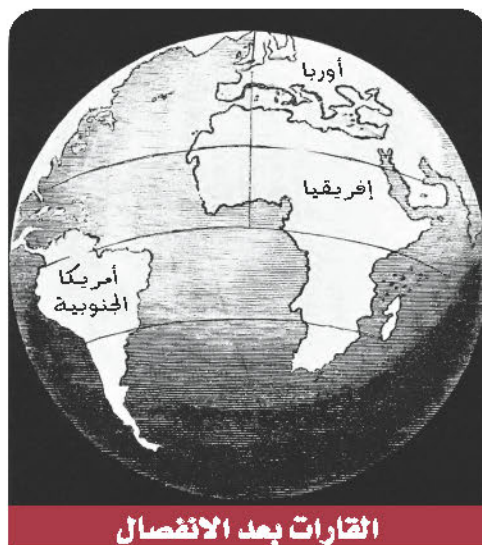 أوربا
إفريقيا
أمريكا
الجنوبية
القارات بعد الانفصال